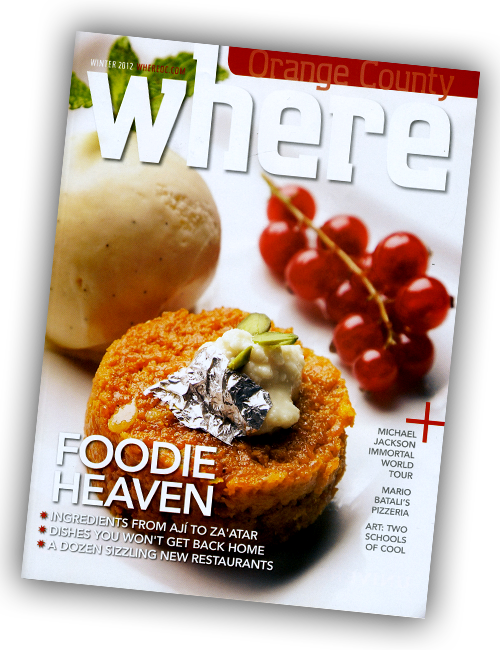 Orange County
WINTER 2012 WHEREOC.COM
where
MICHAEL
JACKSON
IMMORTAL
WORLD
TOUR
MARIO
BATALI'S
PIZZERIA
ART: TWO
SCHOOLS
OF COOL
FOODIE
HEAVEN
INGREDIENTS FROM AJÍ TO ZA'ATAR
DISHES YOU WON'T GET BACK HOME
A DOZEN SIZZLING NEW RESTAURANTS